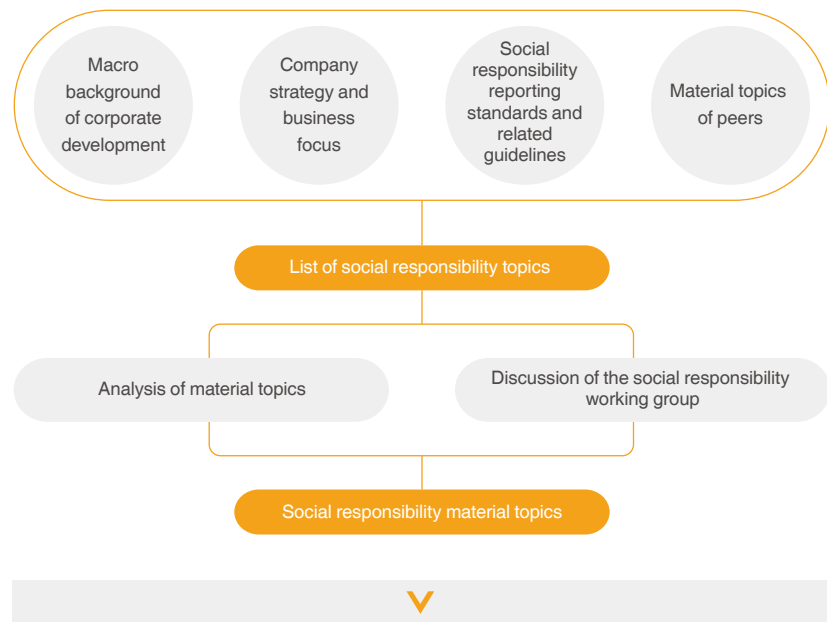 Macro
background
of corporate
development
Company
strategy and
business
focus
Social
responsibility
reporting
standards and
related
guidelines
Material topics
of peers
List of social responsibility topics
Analysis of material topics
Discussion of the social responsibility
working group
Social responsibility material topics